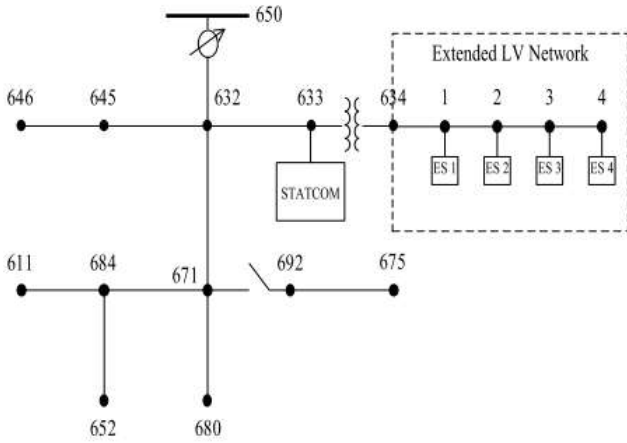 650
Extended LV Network
646 645 632 633 634 1 2 3 4
ES 1 ES 2 ES 3 ES 4
STATCOM
611 684 671 692 675
652 680